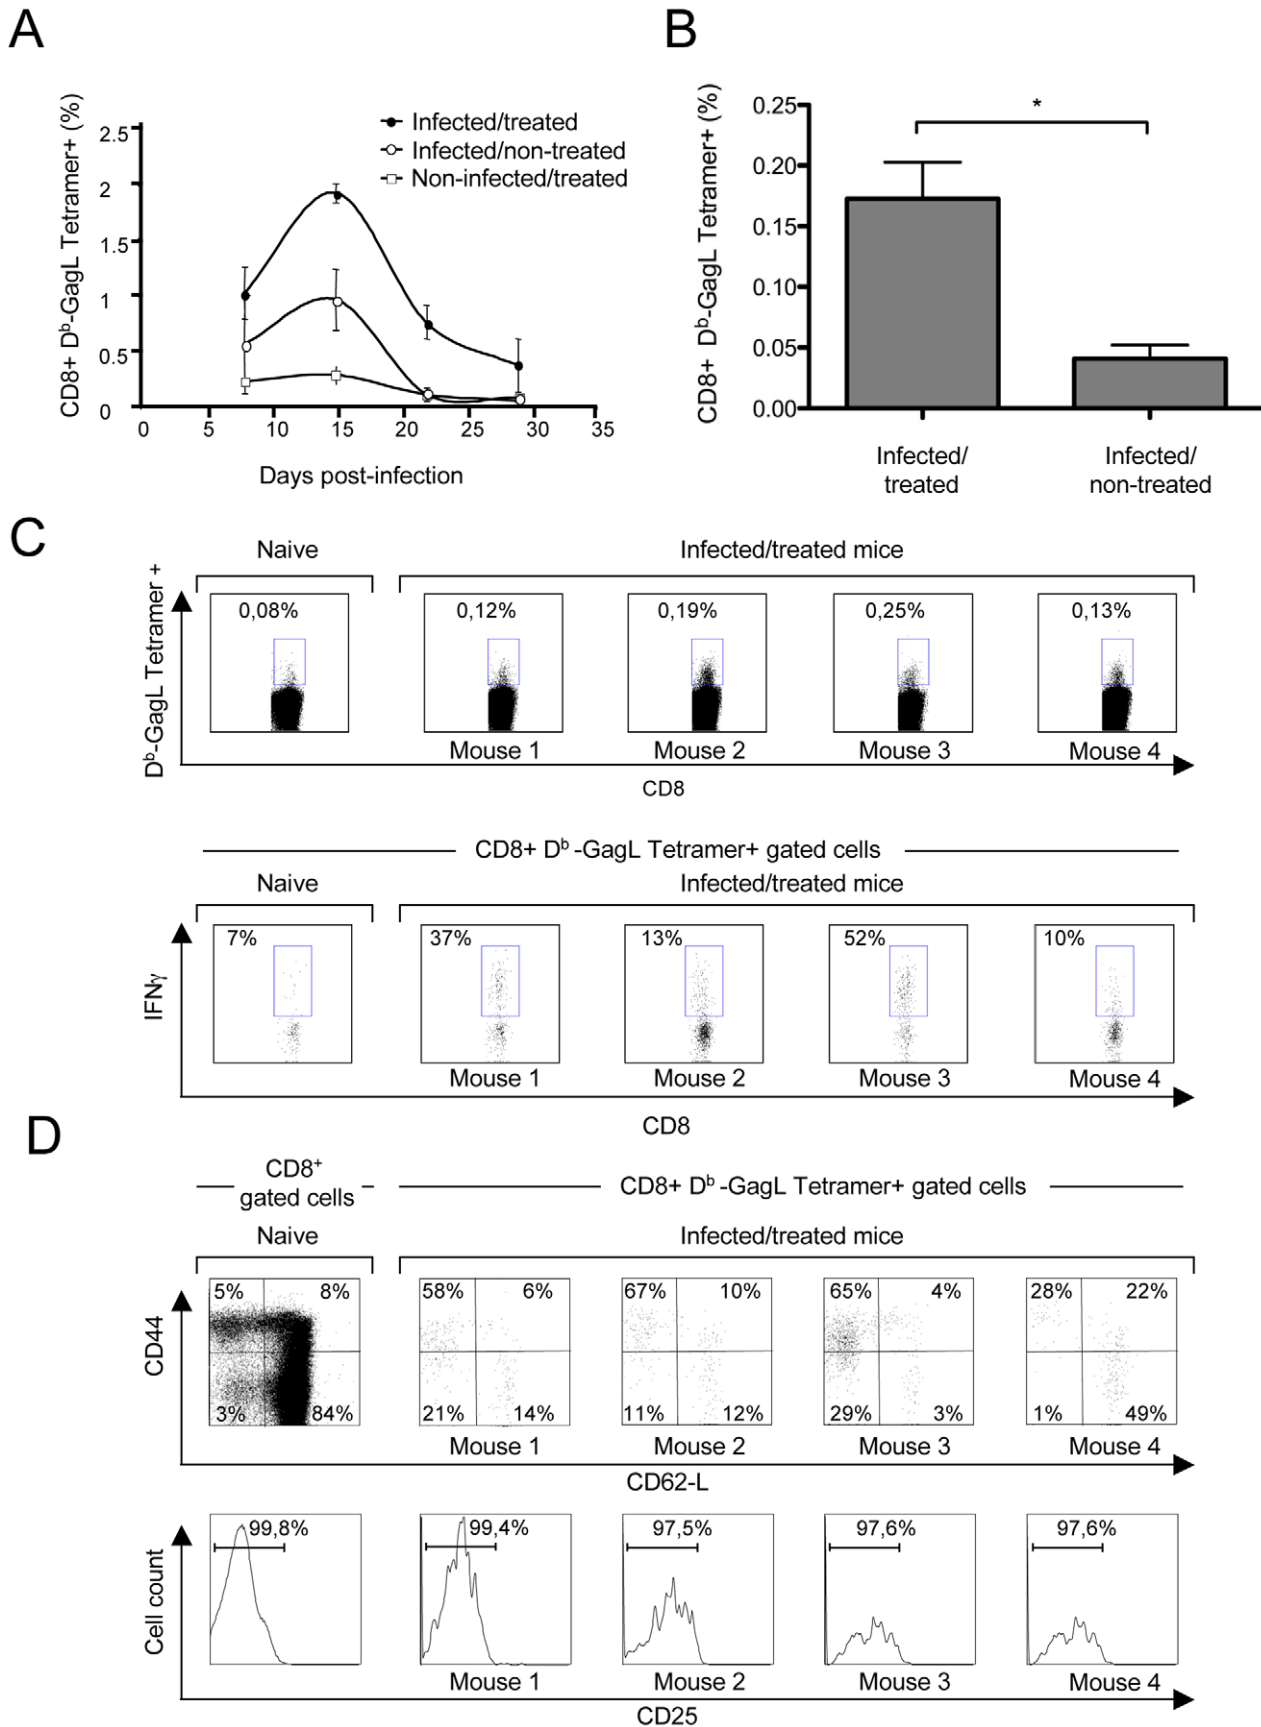 A
CD8+ Dᵇ-GagL Tetramer+ (%)
2.5
2
1.5
1
0.5
0
0 5 10 15 20 25 30 35
Days post-infection
Infected/treated
Infected/non-treated
Non-infected/treated
B
CD8+ Dᵇ-GagL Tetramer+ (%)
0.25
0.20
0.15
0.10
0.05
0.00
*
Infected/
treated
Infected/
non-treated
C
Naive
Infected/treated mice
Dᵇ-GagL Tetramer +
0,08% 0,12% 0,19% 0,25% 0,13%
Mouse 1 Mouse 2 Mouse 3 Mouse 4
CD8
CD8+ Dᵇ -GagL Tetramer+ gated cells
Naive
Infected/treated mice
IFNγ
7% 37% 13% 52% 10%
Mouse 1 Mouse 2 Mouse 3 Mouse 4
CD8
D
CD8⁺
gated cells
CD8+ Dᵇ -GagL Tetramer+ gated cells
Naive
Infected/treated mice
CD44
5% 8% 58% 6% 67% 10% 65% 4% 28% 22%
3% 84% 21% 14% 11% 12% 29% 3% 1% 49%
Mouse 1 Mouse 2 Mouse 3 Mouse 4
CD62-L
Cell count
99,8% 99,4% 97,5% 97,6% 97,6%
Mouse 1 Mouse 2 Mouse 3 Mouse 4
CD25